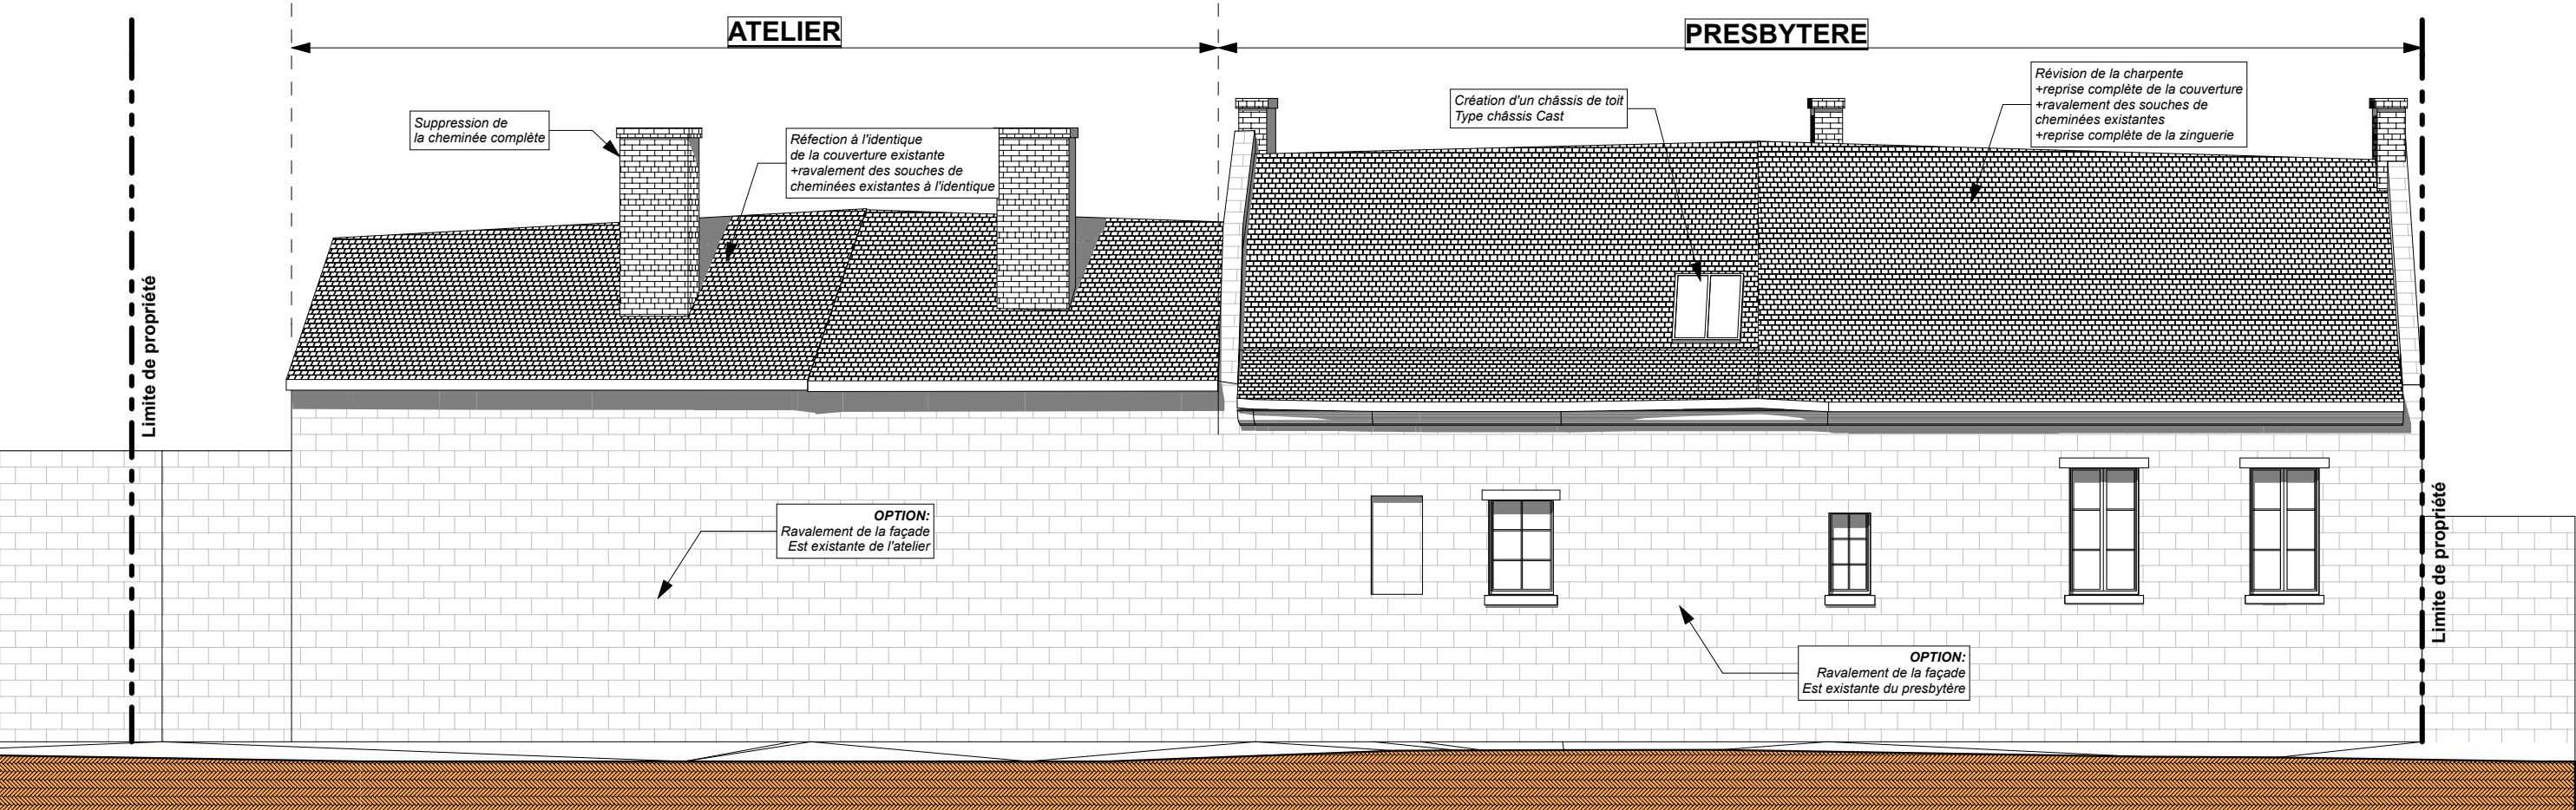 ATELIER
PRESBYTERE
Suppression de
la cheminée complète
Réfection à l'identique
de la couverture existante
+ravalement des souches de
cheminées existantes à l'identique
Création d'un châssis de toit
Type châssis Cast
Révision de la charpente
+reprise complète de la couverture
+ravalement des souches de
cheminées existantes
+reprise complète de la zinguerie
Limite de propriété
OPTION:
Ravalement de la façade
Est existante de l'atelier
OPTION:
Ravalement de la façade
Est existante du presbytère
Limite de propriété